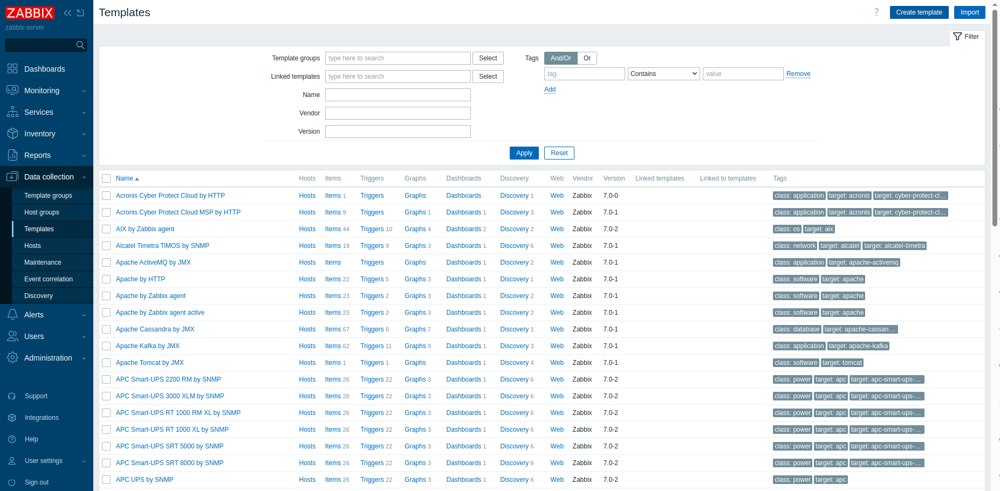 ZABBIX
zabbix-server
Dashboards
Monitoring
Services
Inventory
Reports
Data collection
Template groups
Host groups
Templates
Hosts
Maintenance
Event correlation
Discovery
Alerts
Users
Administration
Support
Integrations
Help
User settings
Sign out
Templates
? Create template Import
Filter
Template groups type here to search Select
Linked templates type here to search Select
Name
Vendor
Version
Tags And/Or Or
tag Contains value Remove
Add
Apply Reset
Name Hosts Items Triggers Graphs Dashboards Discovery Web Vendor Version Linked templates Linked to templates Tags
Acronis Cyber Protect Cloud by HTTP Hosts Items 1 Triggers Graphs Dashboards Discovery 1 Web Zabbix 7.0-0 class: application target: acronis target: cyber-protect-cl...
Acronis Cyber Protect Cloud MSP by HTTP Hosts Items 9 Triggers Graphs 1 Dashboards 1 Discovery 3 Web Zabbix 7.0-1 class: application target: acronis target: cyber-protect-cl...
AIX by Zabbix agent Hosts Items 44 Triggers 10 Graphs 4 Dashboards 2 Discovery 2 Web Zabbix 7.0-2 class: os target: aix
Alcatel Timetra TiMOS by SNMP Hosts Items 19 Triggers 9 Graphs 3 Dashboards 1 Discovery 6 Web Zabbix 7.0-1 class: network target: alcatel target: alcatel-timetra
Apache ActiveMQ by JMX Hosts Items Triggers Graphs Dashboards 1 Discovery 2 Web Zabbix 7.0-1 class: application target: apache-activemq
Apache by HTTP Hosts Items 22 Triggers 5 Graphs 3 Dashboards 1 Discovery 1 Web Zabbix 7.0-1 class: software target: apache
Apache by Zabbix agent Hosts Items 23 Triggers 2 Graphs 3 Dashboards 1 Discovery 2 Web Zabbix 7.0-1 class: software target: apache
Apache by Zabbix agent active Hosts Items 23 Triggers 2 Graphs 3 Dashboards 1 Discovery 2 Web Zabbix 7.0-1 class: software target: apache
Apache Cassandra by JMX Hosts Items 67 Triggers 6 Graphs 7 Dashboards 1 Discovery 1 Web Zabbix 7.0-1 class: database target: apache-cassan...
Apache Kafka by JMX Hosts Items 62 Triggers 11 Graphs 9 Dashboards 1 Discovery 3 Web Zabbix 7.0-1 class: application target: apache-kafka
Apache Tomcat by JMX Hosts Items 1 Triggers 1 Graphs Dashboards 1 Discovery 4 Web Zabbix 7.0-1 class: software target: tomcat
APC Smart-UPS 2200 RM by SNMP Hosts Items 26 Triggers 22 Graphs 3 Dashboards 1 Discovery 6 Web Zabbix 7.0-2 class: power target: apc target: apc-smart-ups-...
APC Smart-UPS 3000 XLM by SNMP Hosts Items 26 Triggers 22 Graphs 3 Dashboards 1 Discovery 6 Web Zabbix 7.0-2 class: power target: apc target: apc-smart-ups-...
APC Smart-UPS RT 1000 RM XL by SNMP Hosts Items 26 Triggers 22 Graphs 3 Dashboards 1 Discovery 6 Web Zabbix 7.0-2 class: power target: apc target: apc-smart-ups-...
APC Smart-UPS RT 1000 XL by SNMP Hosts Items 26 Triggers 22 Graphs 3 Dashboards 1 Discovery 6 Web Zabbix 7.0-2 class: power target: apc target: apc-smart-ups-...
APC Smart-UPS SRT 5000 by SNMP Hosts Items 26 Triggers 22 Graphs 3 Dashboards 1 Discovery 6 Web Zabbix 7.0-2 class: power target: apc target: apc-smart-ups-...
APC Smart-UPS SRT 8000 by SNMP Hosts Items 26 Triggers 22 Graphs 3 Dashboards 1 Discovery 6 Web Zabbix 7.0-2 class: power target: apc target: apc-smart-ups-...
APC UPS by SNMP Hosts Items 26 Triggers 22 Graphs 3 Dashboards 1 Discovery 6 Web Zabbix 7.0-2 class: power target: apc